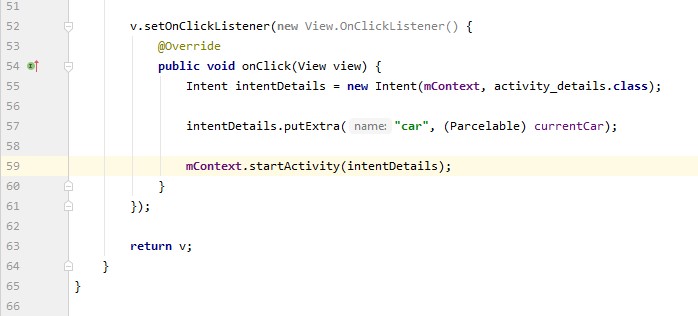 51
52 v.setOnClickListener(new View.OnClickListener() {
53 @Override
54 public void onClick(View view) {
55 Intent intentDetails = new Intent(mContext, activity_details.class);
56
57 intentDetails.putExtra( name: "car", (Parcelable) currentCar);
58
59 mContext.startActivity(intentDetails);
60 }
61 });
62
63 return v;
64 }
65 }
66